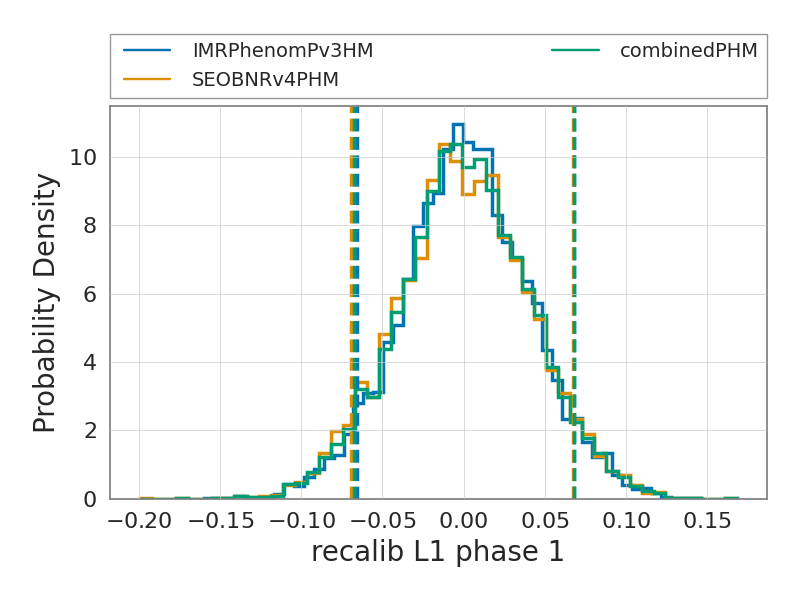 IMRPhenomPv3HM combinedPHM
SEOBNRv4PHM
Probability Density
10
8
6
4
2
0
−0.20 −0.15 −0.10 −0.05 0.00 0.05 0.10 0.15
recalib L1 phase 1